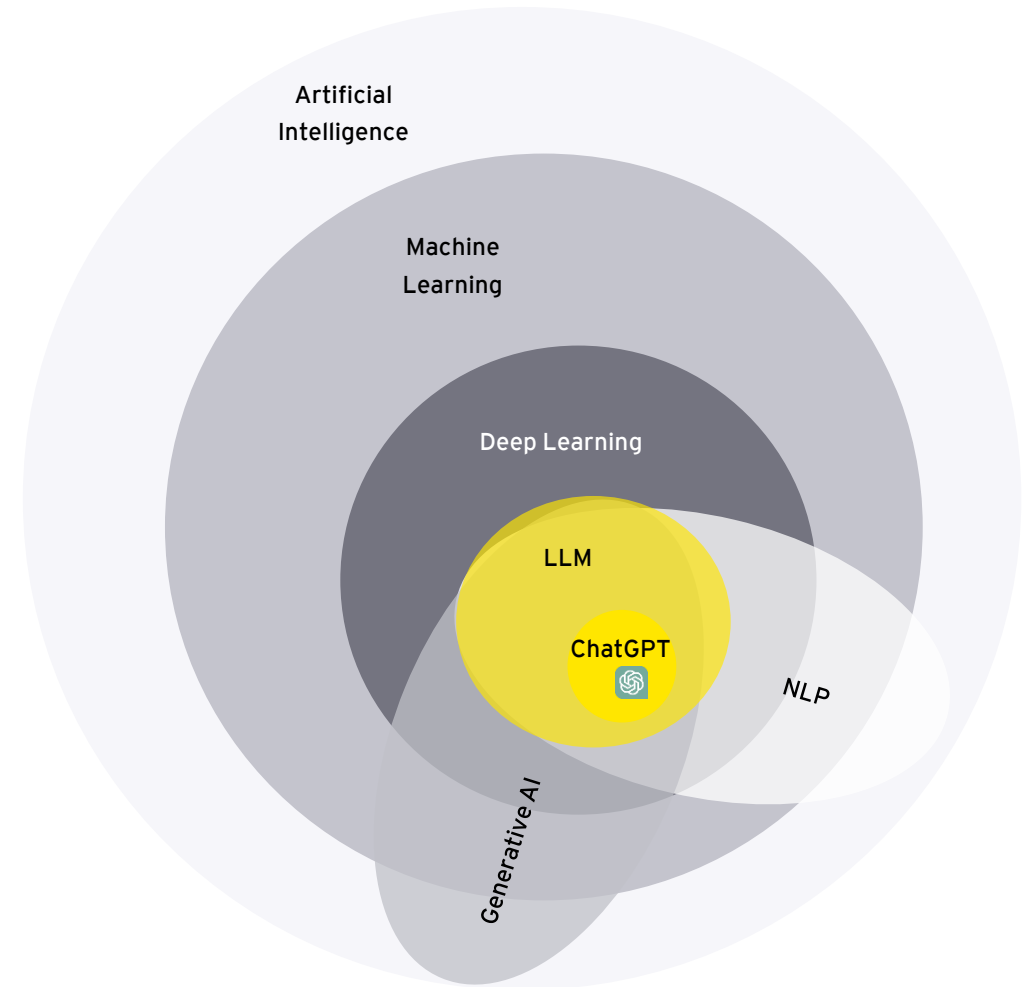 Artificial
Intelligence
Machine
Learning
Deep Learning
LLM
ChatGPT
NLP
Generative AI